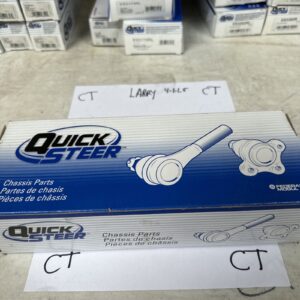 CT
LARRY
CT
QUICK
STEER
Chassis Parts
Partes de chasis
Pièces de châssis
QUICK
STEER
Chassis Parts
Partes de chasis
Pièces de châssis
CT
CT